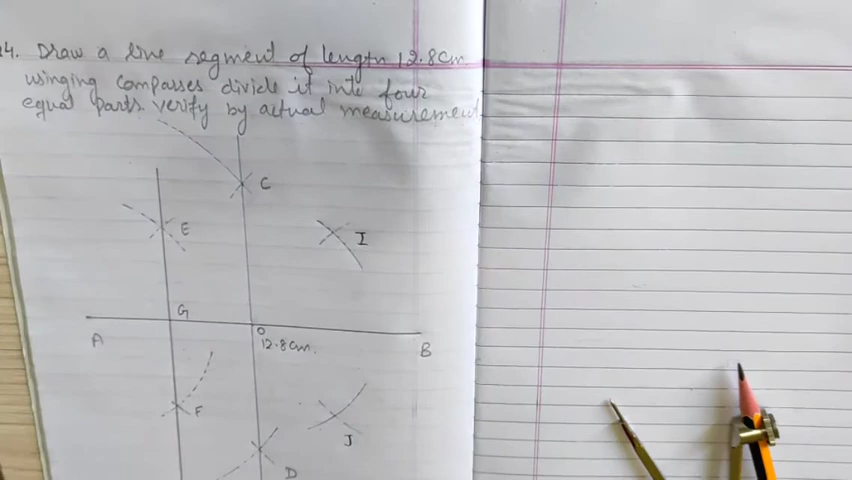 14. Draw a line segment of length 12.8cm
winging compasses divide it into four
equal parts verify by actual measurement
C
E
I
G
A
O
12.8cm.
B
F
J
D